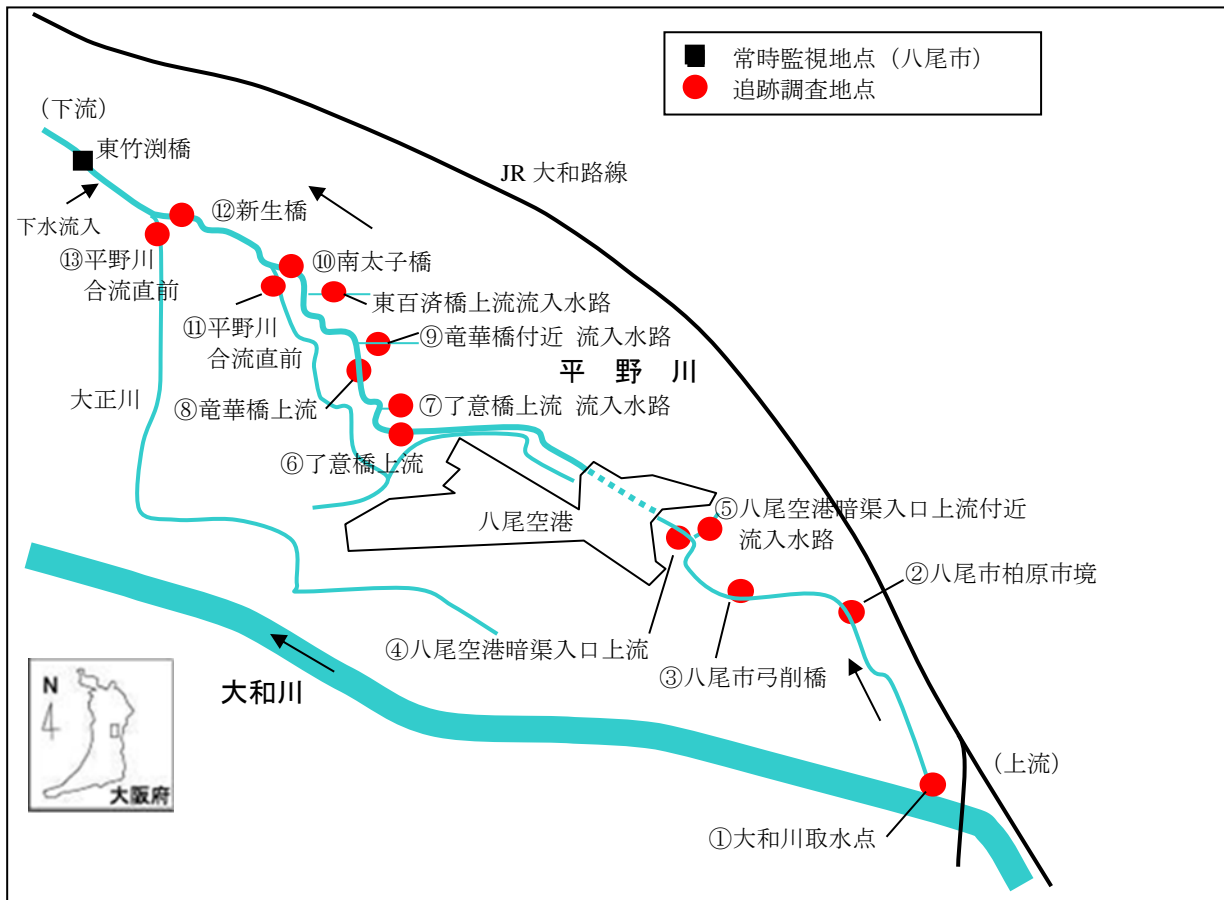 常時監視地点（八尾市）
追跡調査地点
（下流）
東竹渕橋
JR 大和路線
下水流入
⑫新生橋
⑬平野川
合流直前
⑩南太子橋
東百済橋上流流入水路
⑪平野川
合流直前
⑨竜華橋付近 流入水路
平 野 川
大正川
⑧竜華橋上流
⑦了意橋上流 流入水路
⑥了意橋上流
八尾空港
⑤八尾空港暗渠入口上流付近
流入水路
②八尾市柏原市境
④八尾空港暗渠入口上流
③八尾市弓削橋
大和川
N
大阪府
（上流）
①大和川取水点